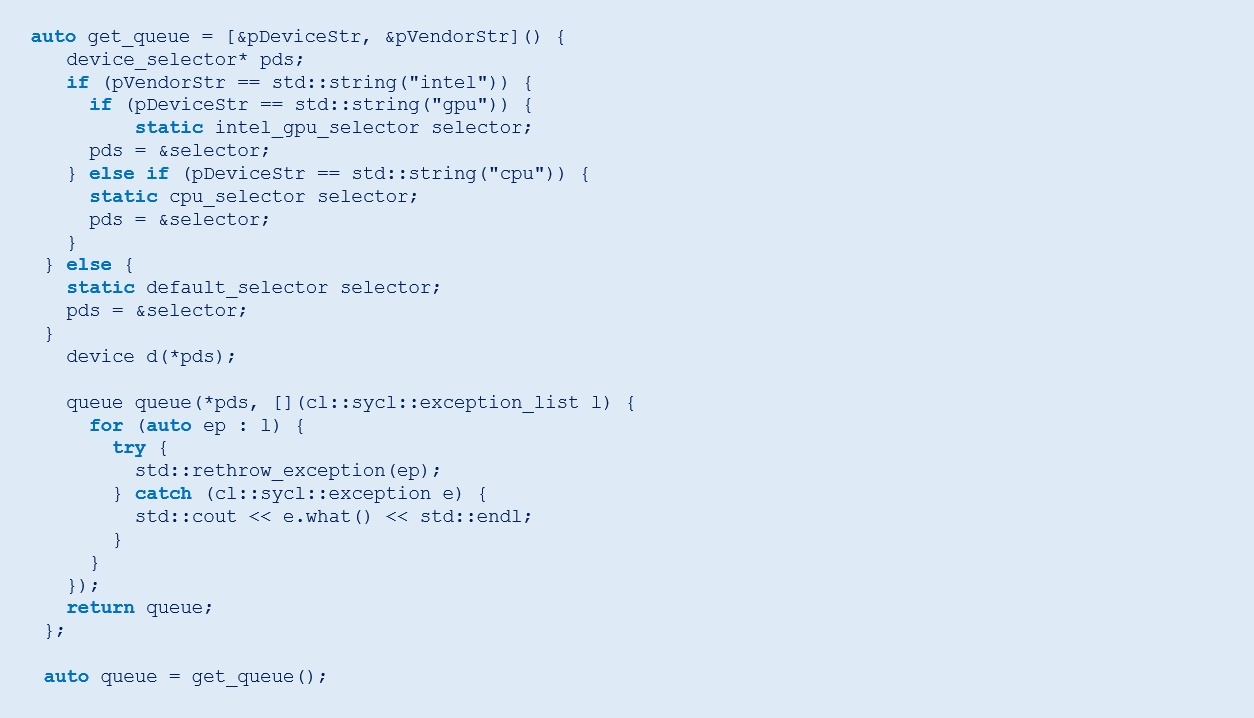 auto get_queue = [&pDeviceStr, &pVendorStr]() {
device_selector* pds;
if (pVendorStr == std::string("intel")) {
if (pDeviceStr == std::string("gpu")) {
static intel_gpu_selector selector;
pds = &selector;
} else if (pDeviceStr == std::string("cpu")) {
static cpu_selector selector;
pds = &selector;
}
} else {
static default_selector selector;
pds = &selector;
}
device d(*pds);
queue queue(*pds, [](cl::sycl::exception_list l) {
for (auto ep : l) {
try {
std::rethrow_exception(ep);
} catch (cl::sycl::exception e) {
std::cout << e.what() << std::endl;
}
}
});
return queue;
};
auto queue = get_queue();